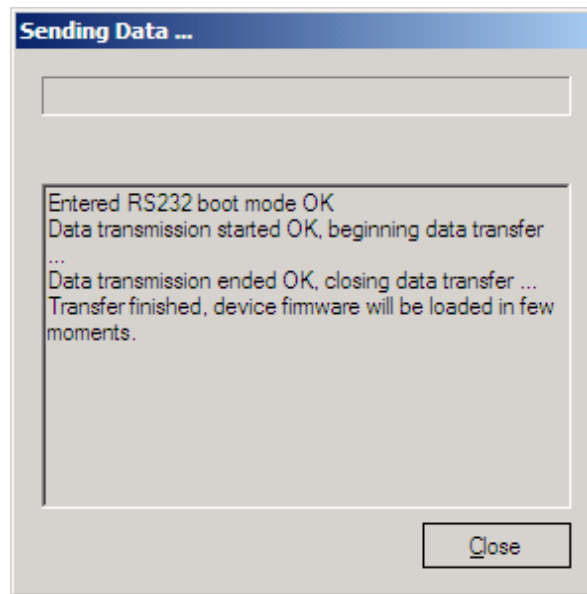 Sending Data ...
Entered RS232 boot mode OK
Data transmission started OK, beginning data transfer
...
Data transmission ended OK, closing data transfer ...
Transfer finished, device firmware will be loaded in few
moments.
Close